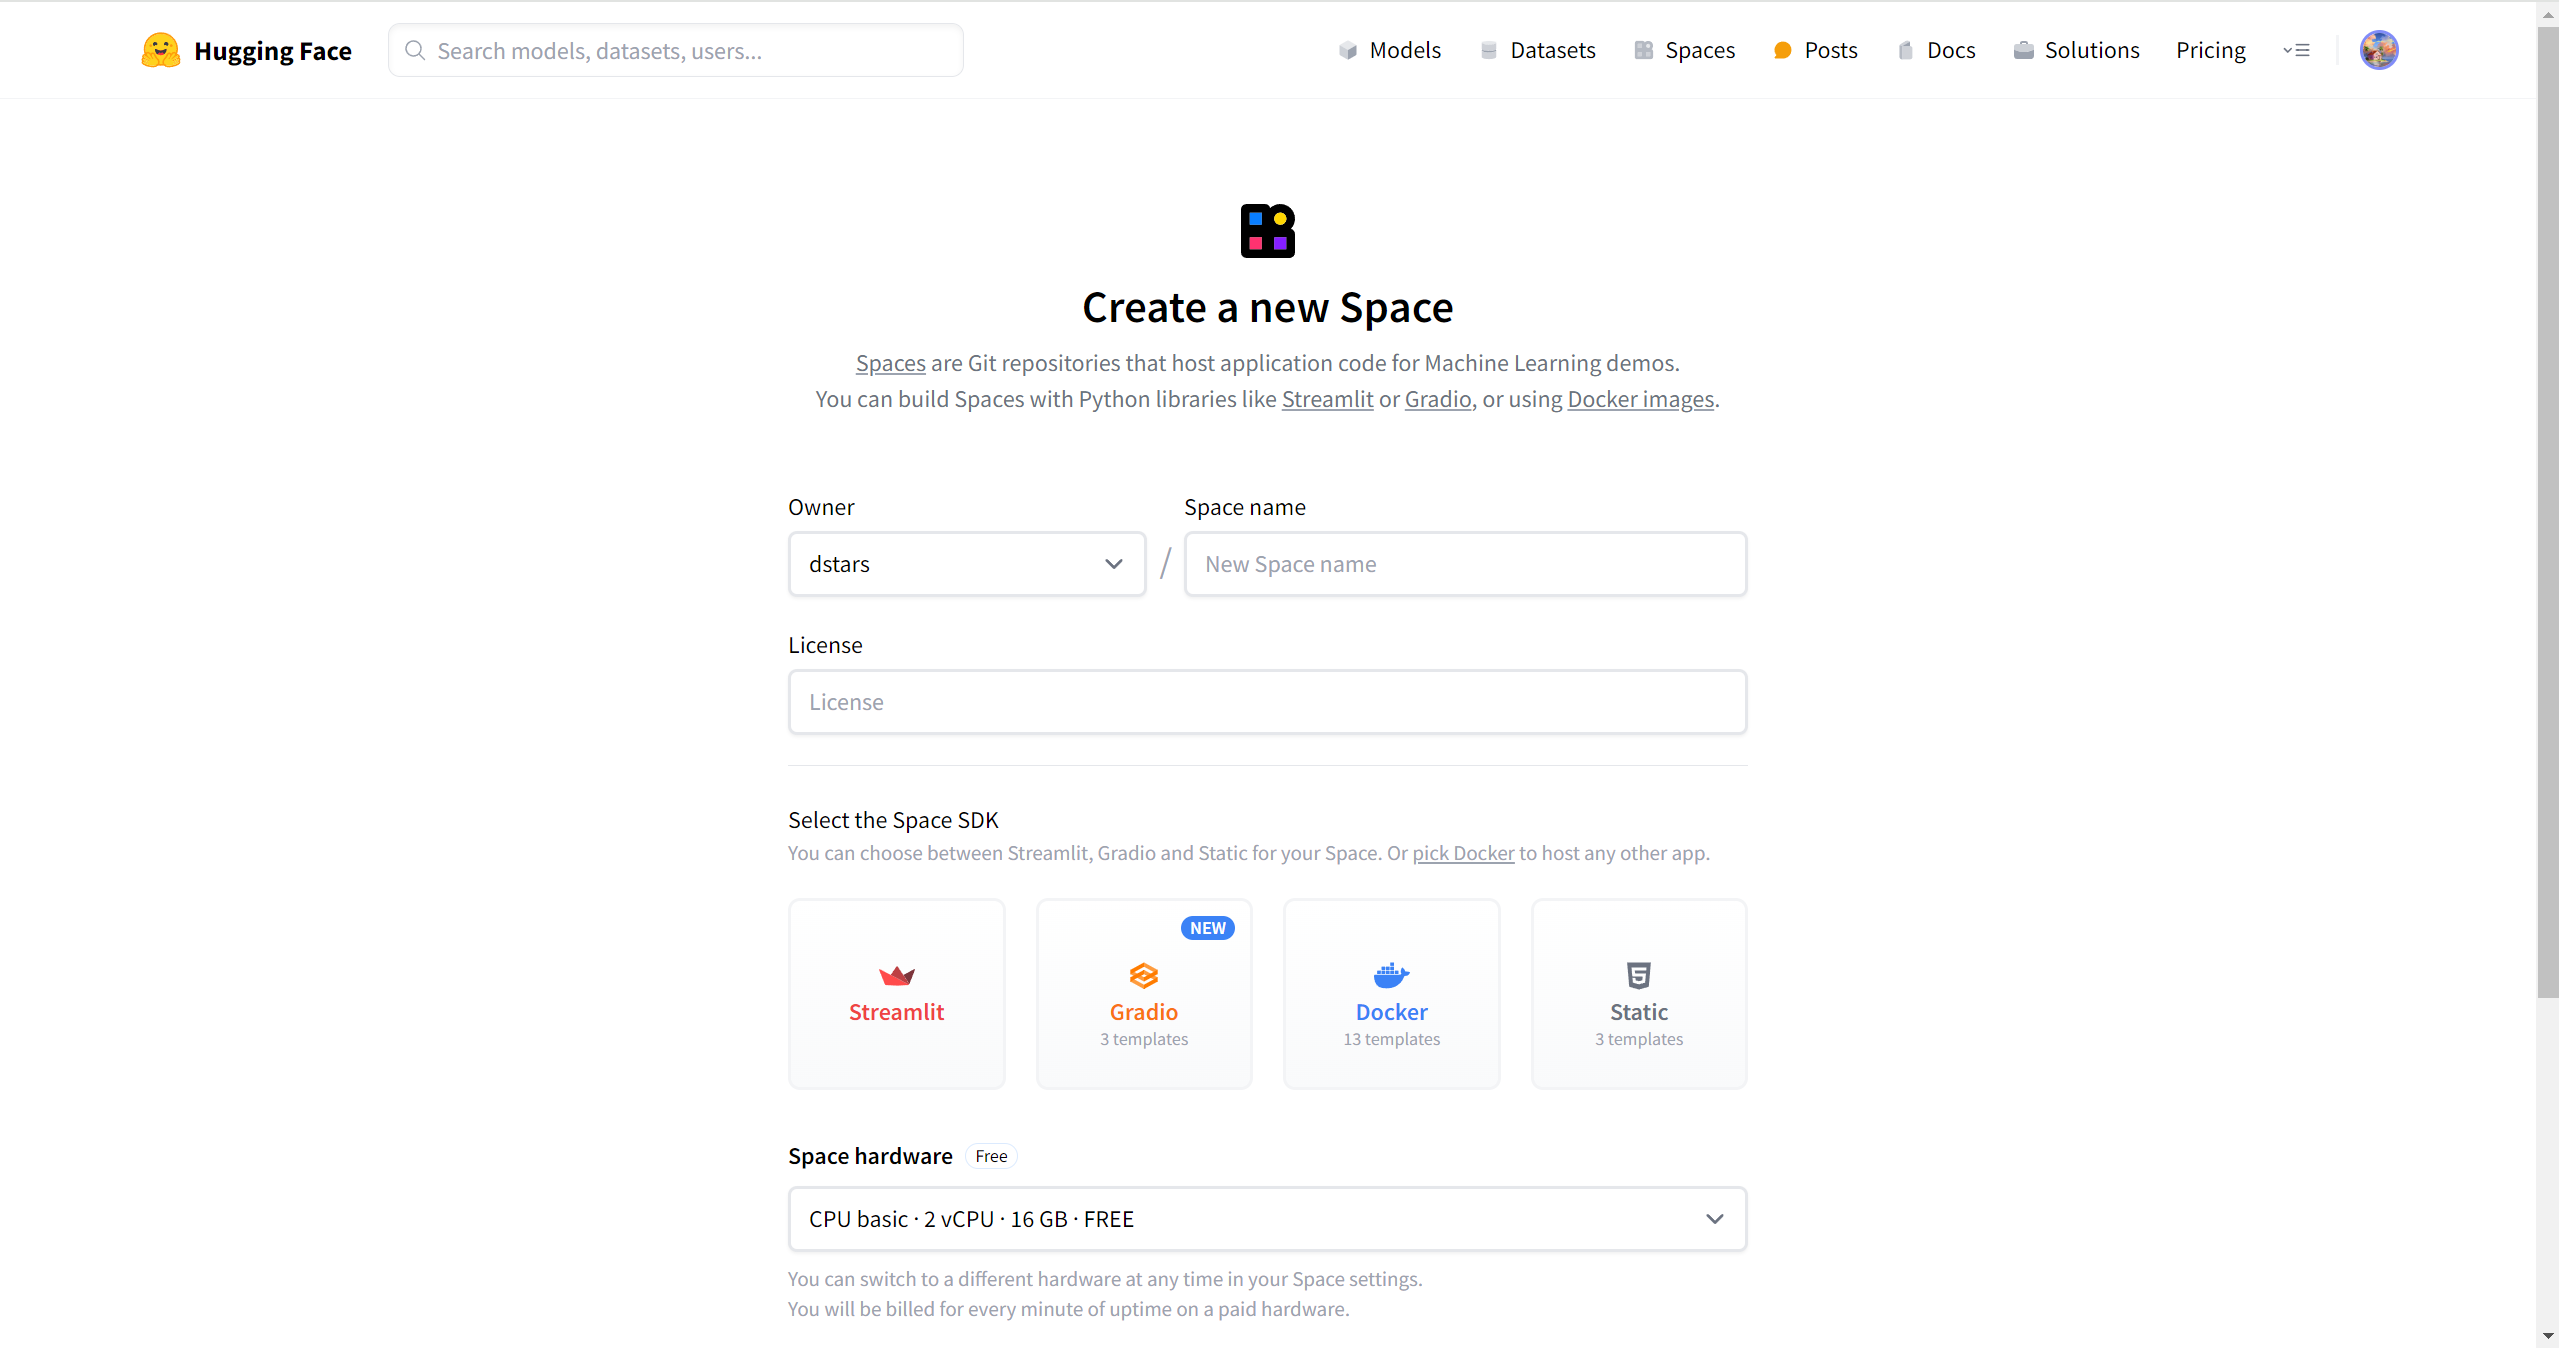 Hugging Face
Search models, datasets, users...
Models
Datasets
Spaces
Posts
Docs
Solutions
Pricing
Create a new Space
Spaces are Git repositories that host application code for Machine Learning demos.
You can build Spaces with Python libraries like Streamlit or Gradio, or using Docker images.
Owner
Space name
dstars
/
New Space name
License
License
Select the Space SDK
You can choose between Streamlit, Gradio and Static for your Space. Or pick Docker to host any other app.
Streamlit
NEW
Gradio
3 templates
Docker
13 templates
Static
3 templates
Space hardware Free
CPU basic · 2 vCPU · 16 GB · FREE
You can switch to a different hardware at any time in your Space settings.
You will be billed for every minute of uptime on a paid hardware.